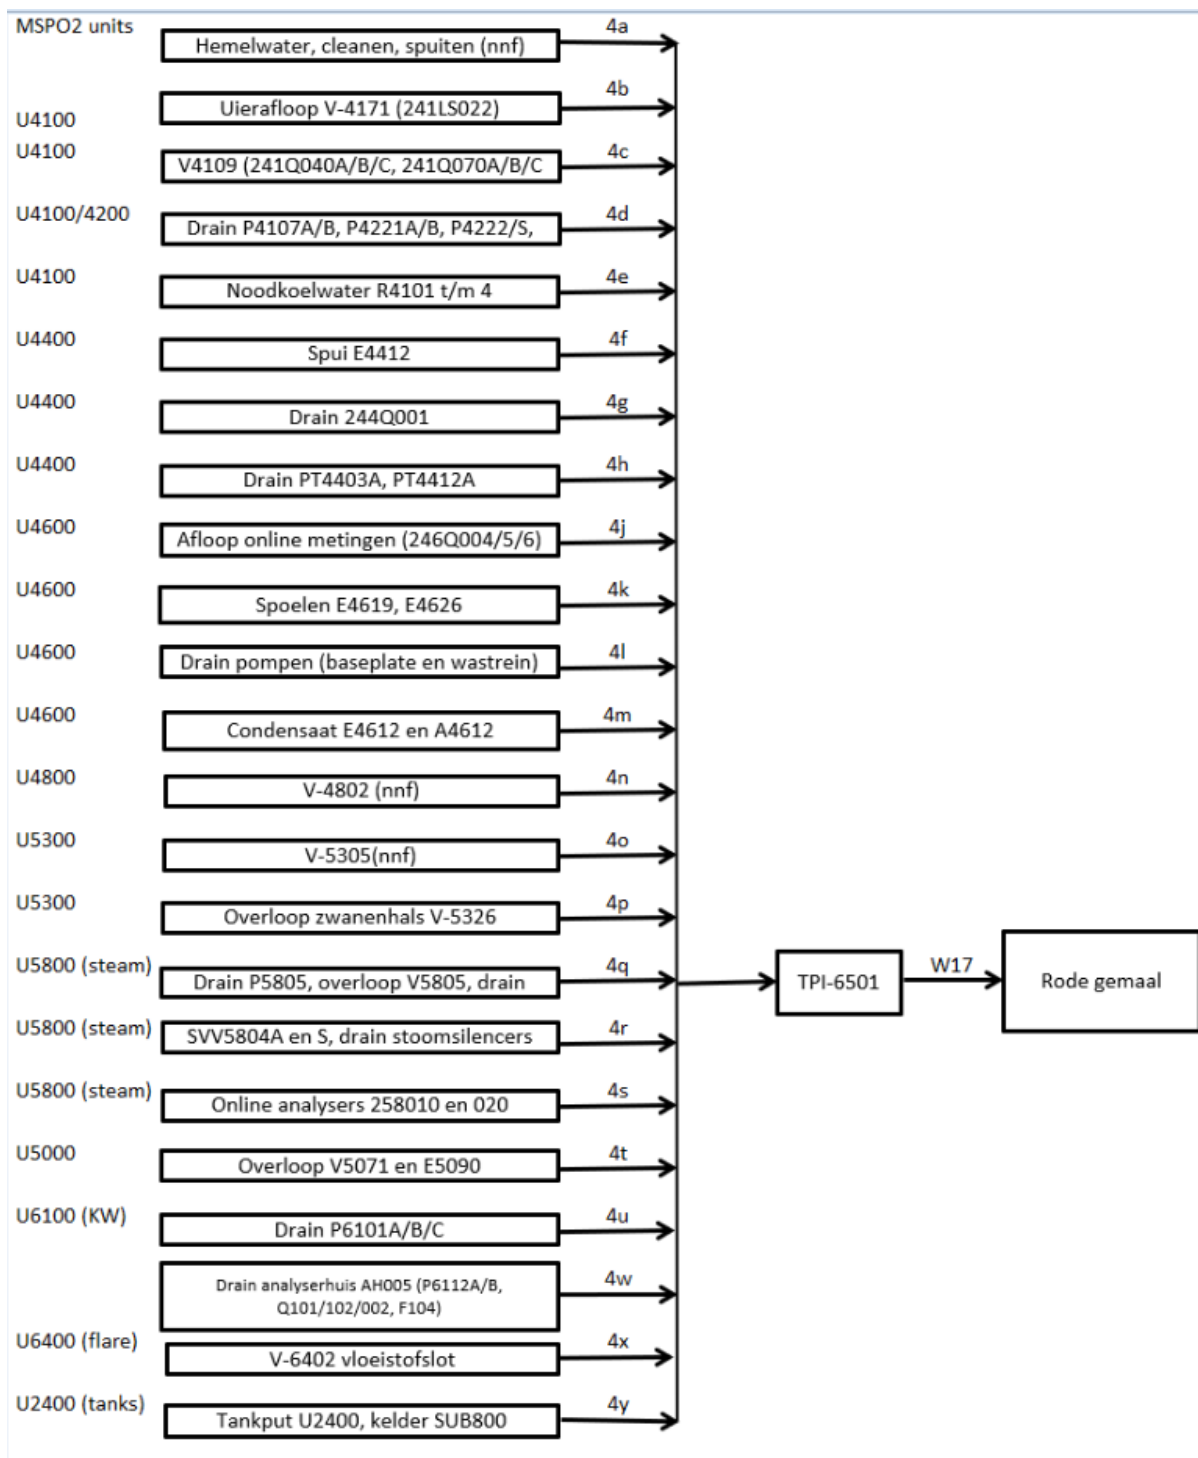 MSPO2 units
Hemelwater, cleanen, spuiten (nnf)
4a
U4100
Uierafloop V-4171 (241LS022)
4b
U4100
V4109 (241Q040A/B/C, 241Q070A/B/C
4c
U4100/4200
Drain P4107A/B, P4221A/B, P4222/S,
4d
U4100
Noodkoelwater R4101 t/m 4
4e
U4400
Spui E4412
4f
U4400
Drain 244Q001
4g
U4400
Drain PT4403A, PT4412A
4h
U4600
Afloop online metingen (246Q004/5/6)
4j
U4600
Spoelen E4619, E4626
4k
U4600
Drain pompen (baseplate en wastrein)
4l
U4600
Condensaat E4612 en A4612
4m
U4800
V-4802 (nnf)
4n
U5300
V-5305(nnf)
4o
U5300
Overloop zwanenhals V-5326
4p
U5800 (steam)
Drain P5805, overloop V5805, drain
4q
TPI-6501
W17
Rode gemaal
U5800 (steam)
SVV5804A en S, drain stoomsilencers
4r
U5800 (steam)
Online analysers 258010 en 020
4s
U5000
Overloop V5071 en E5090
4t
U6100 (KW)
Drain P6101A/B/C
4u
Drain analyserhuis AH005 (P6112A/B,
Q101/102/002, F104)
4w
U6400 (flare)
V-6402 vloeistofslot
4x
U2400 (tanks)
Tankput U2400, kelder SUB800
4y